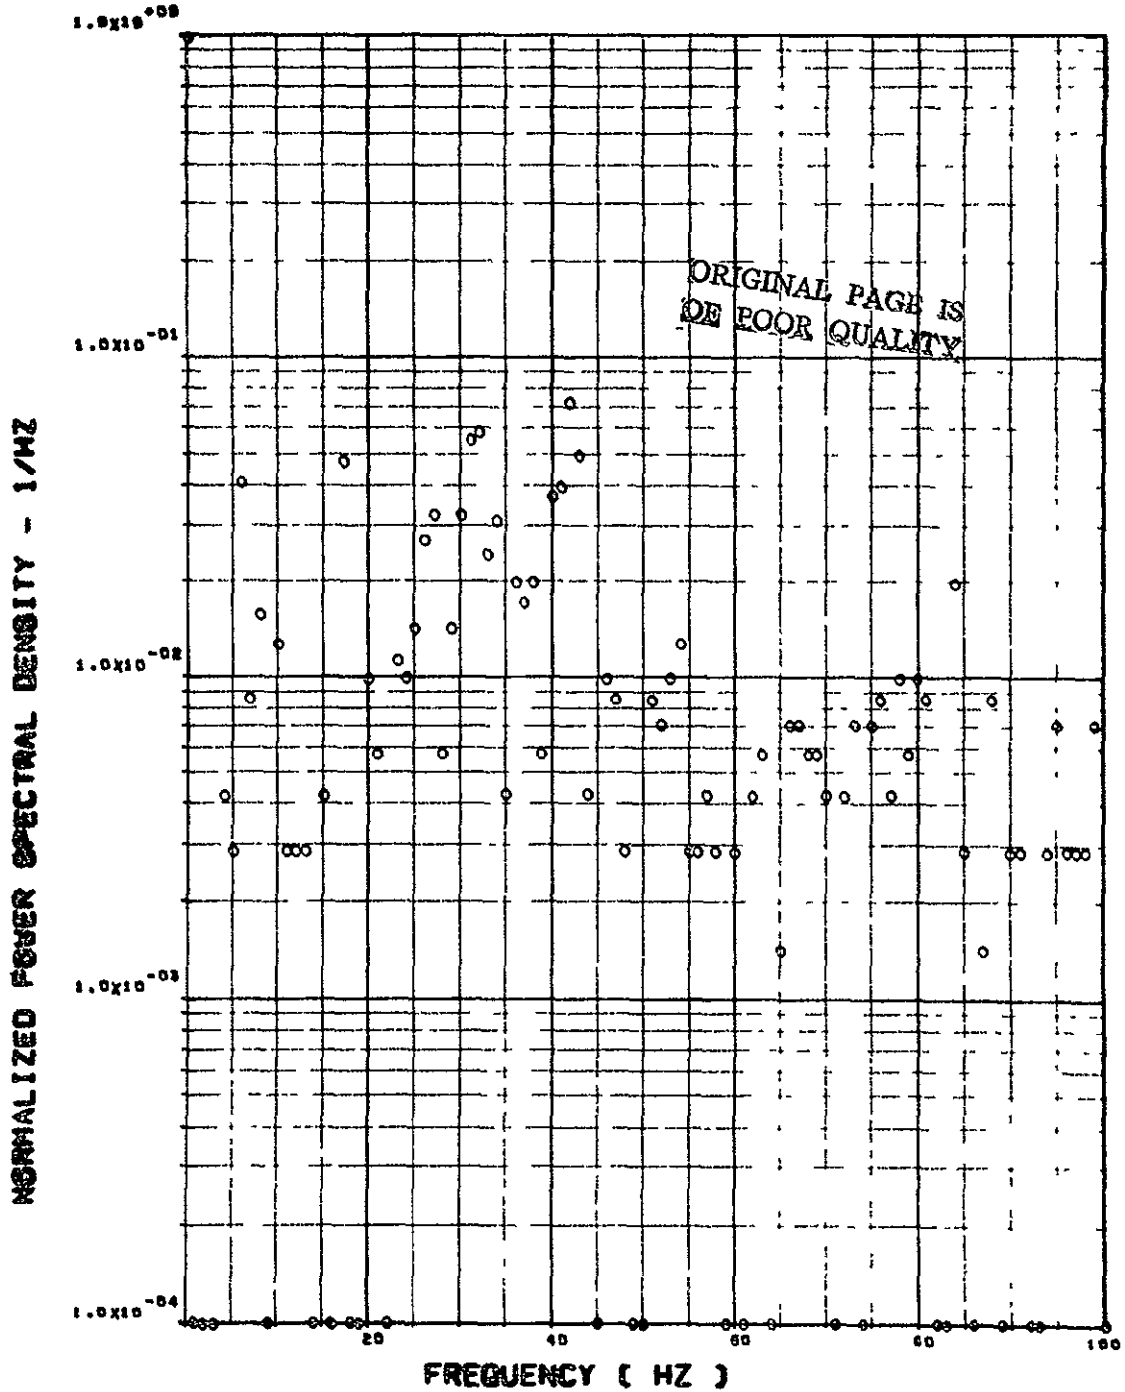 1.0X10+00
ORIGINAL PAGE IS
OF POOR QUALITY
1.0X10-01
NORMALIZED POWER SPECTRAL DENSITY - 1/HZ
1.0X10-02
1.0X10-03
1.0X10-04
20 40 60 80 100
FREQUENCY ( HZ )